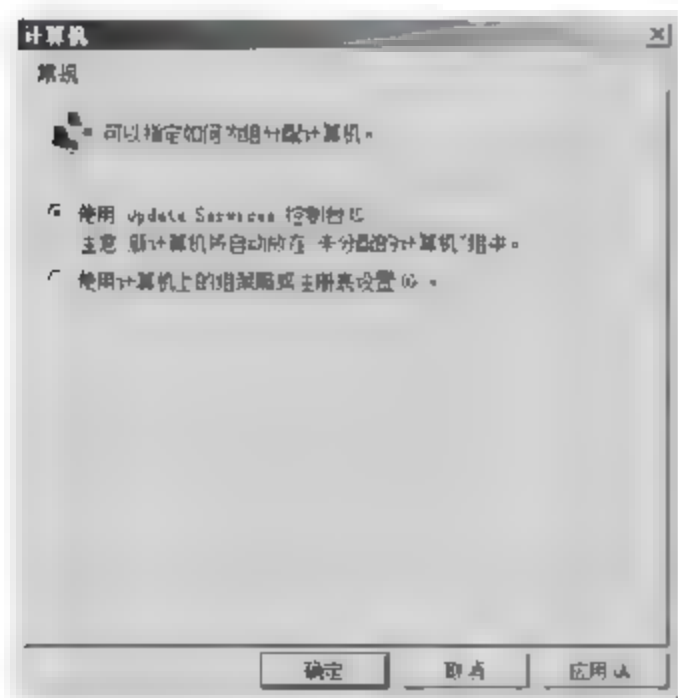 计算机
常规
可以指定如何为组分配计算机。
使用 Update Services 控制台
注意 新计算机将自动放在 未分配的计算机"组中。
使用计算机上的组策略或注册表设置
确定
取消
应用 (A